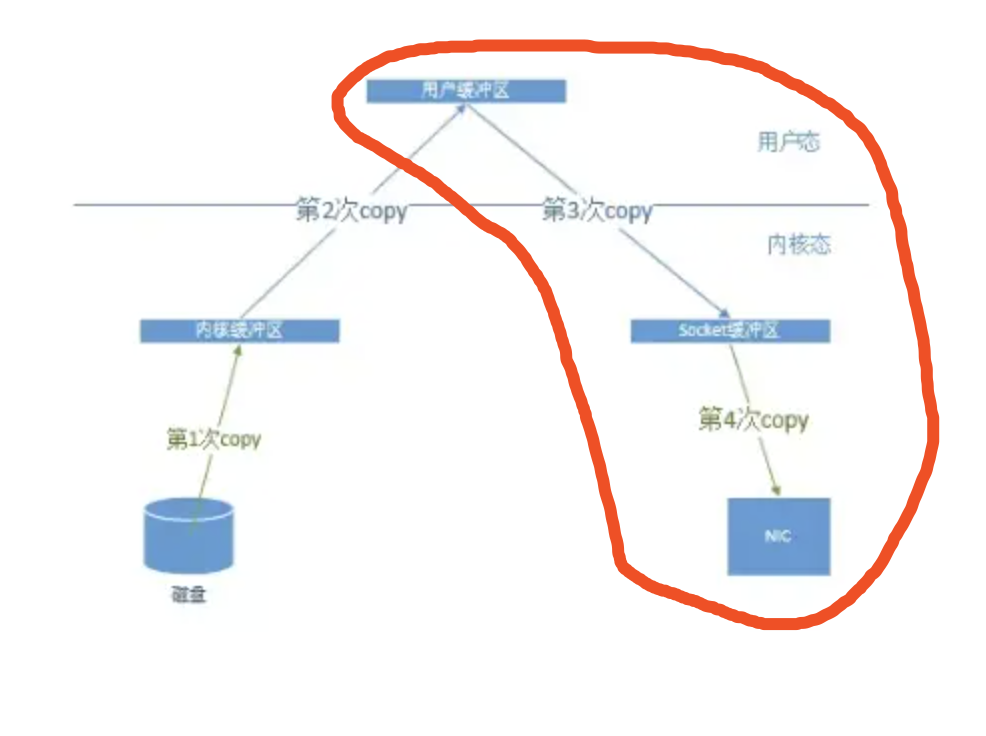 用户缓冲区
用户态
第2次copy
第3次copy
内核态
内核缓冲区
Socket缓冲区
第4次copy
第1次copy
NIC
磁盘